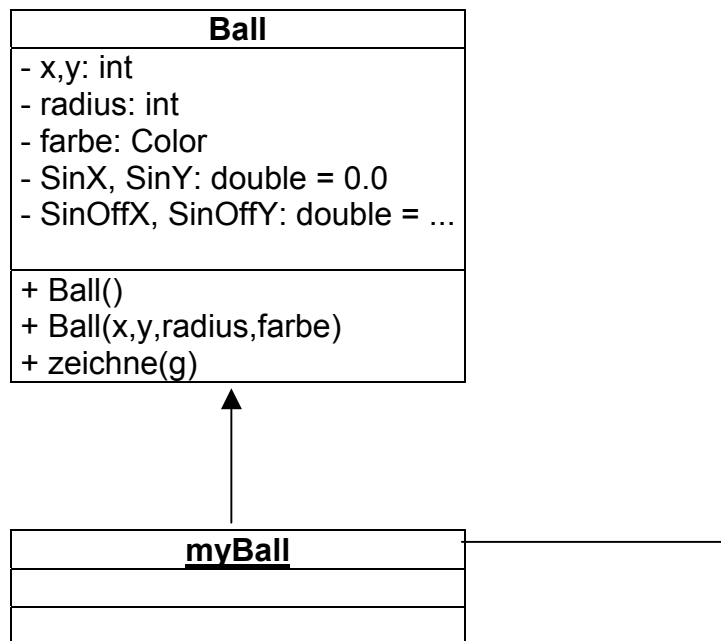 Ball
- x,y: int
- radius: int
- farbe: Color
- SinX, SinY: double = 0.0
- SinOffX, SinOffY: double = ...
+ Ball()
+ Ball(x,y,radius,farbe)
+ zeichne(g)
myBall